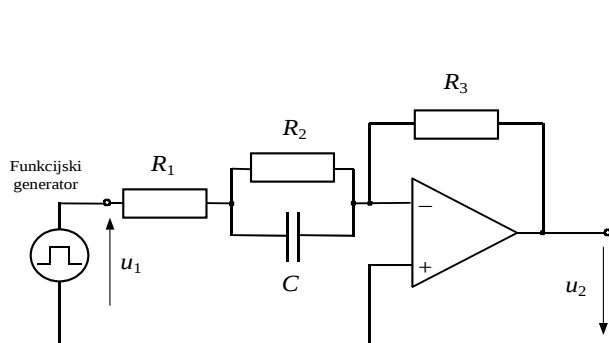 R3
R2
R1
Funkcijski
generator
−
+
u1
C
u2